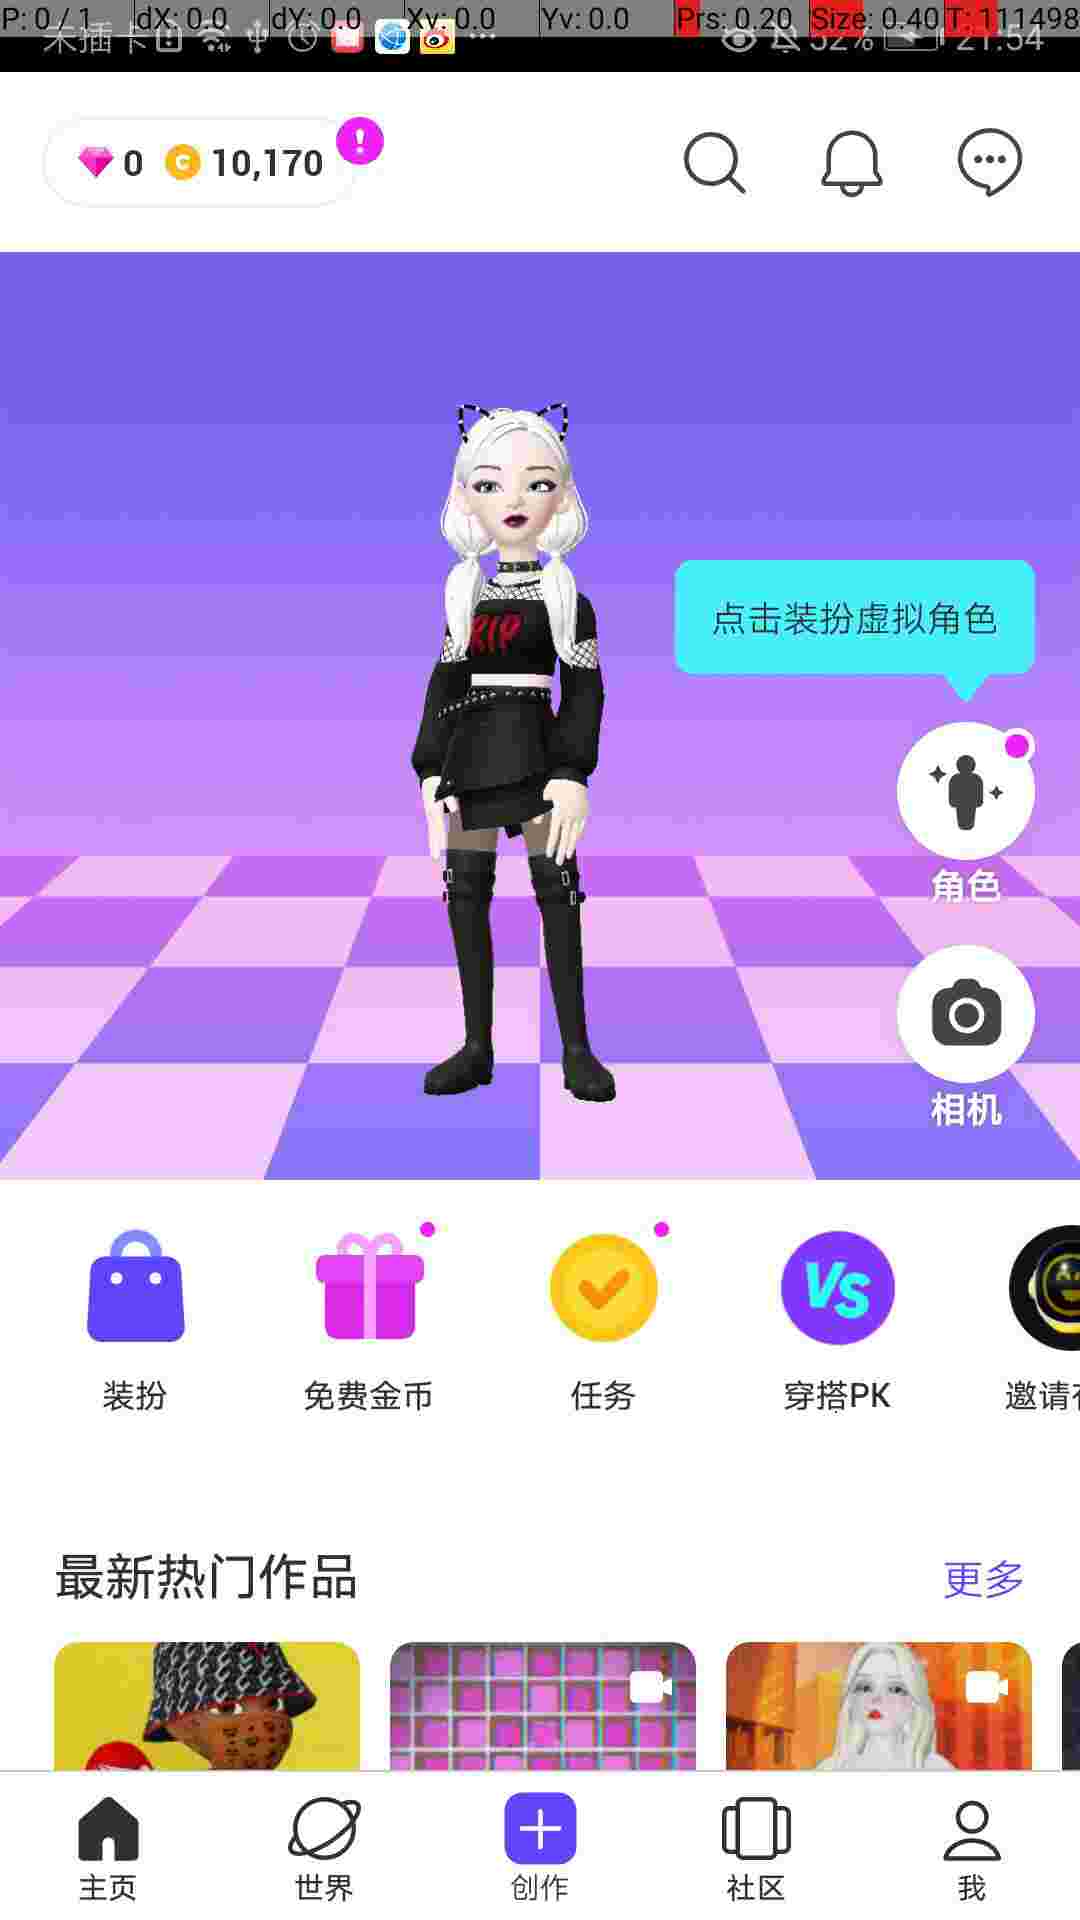 P: 0 / 1 dX: 0.0 dY: 0.0 Xv: 0.0 Yv: 0.0 Prs: 0.20 Size: 0.40 T: 111498
未插卡 52% 21:54
0 10,170
RIP
点击装扮虚拟角色
角色
相机
VS
装扮 免费金币 任务 穿搭PK 邀请
最新热门作品 更多
主页 世界 创作 社区 我